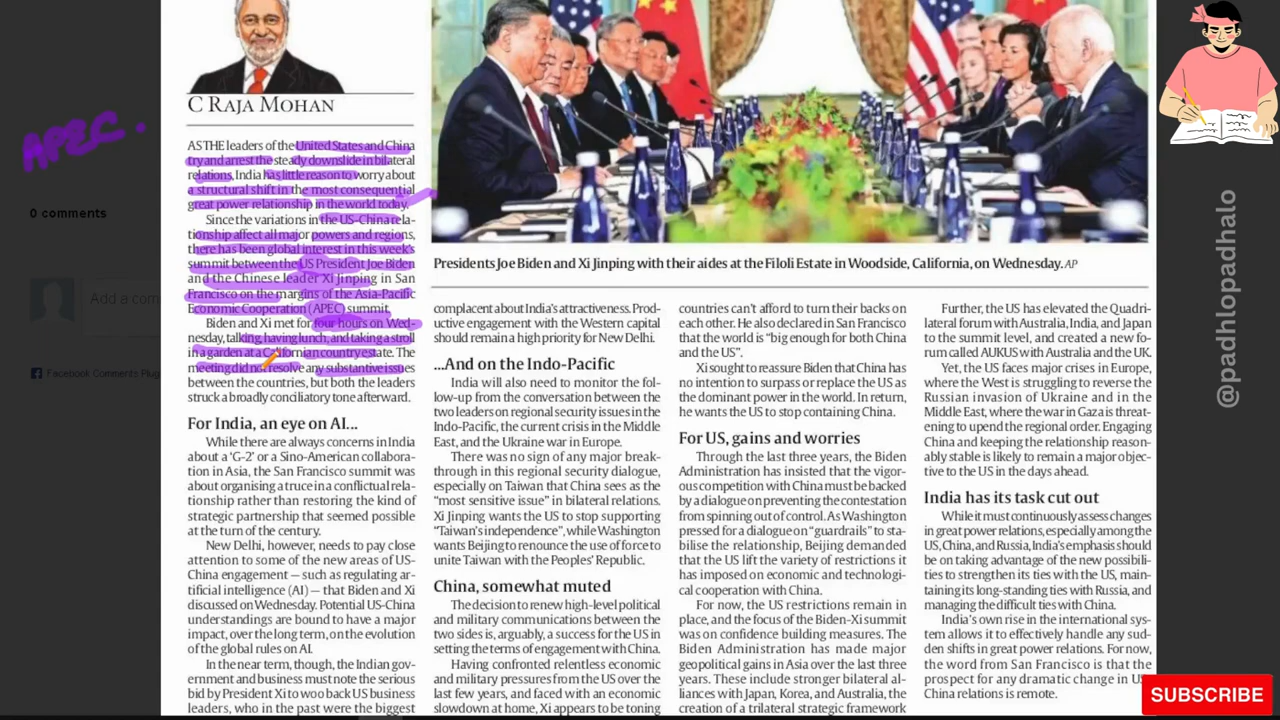 APEC.
0 comments
Add a com
Facebook Comments Plug
C RAJA MOHAN
AS THE leaders of the United States and China
try and arrest the steady downslide in bilateral
relations, India has little reason to worry about
a structural shift in the most consequential
great power relationship in the world today.
Since the variations in the US-China rela-
tionship affect all major powers and regions,
there has been global interest in this week's
summit between the US President Joe Biden
and the Chinese leader Xi Jinping in San
Francisco on the margins of the Asia-Pacific
Economic Cooperation (APEC) summit.
Biden and Xi met for four hours on Wed-
nesday, talking, having lunch, and taking a stroll
in a garden at a Californian country estate. The
meeting did not resolve any substantive issues
between the countries, but both the leaders
struck a broadly conciliatory tone afterward.
For India, an eye on AI...
While there are always concerns in India
about a 'G-2' or a Sino-American collabora-
tion in Asia, the San Francisco summit was
about organising a truce in a conflictual rela-
tionship rather than restoring the kind of
strategic partnership that seemed possible
at the turn of the century.
New Delhi, however, needs to pay close
attention to some of the new areas of US-
China engagement — such as regulating ar-
tificial intelligence (AI) — that Biden and Xi
discussed on Wednesday. Potential US-China
understandings are bound to have a major
impact, over the long term, on the evolution
of the global rules on AI.
In the near term, though, the Indian gov-
ernment and business must note the serious
bid by President Xi to woo back US business
leaders, who in the past were the biggest
Presidents Joe Biden and Xi Jinping with their aides at the Filoli Estate in Woodside, California, on Wednesday. AP
complacent about India's attractiveness. Prod-
uctive engagement with the Western capital
should remain a high priority for New Delhi.
...And on the Indo-Pacific
India will also need to monitor the fol-
low-up from the conversation between the
two leaders on regional security issues in the
Indo-Pacific, the current crisis in the Middle
East, and the Ukraine war in Europe.
There was no sign of any major break-
through in this regional security dialogue,
especially on Taiwan that China sees as the
"most sensitive issue" in bilateral relations.
Xi Jinping wants the US to stop supporting
"Taiwan's independence", while Washington
wants Beijing to renounce the use of force to
unite Taiwan with the Peoples' Republic.
China, somewhat muted
The decision to renew high-level political
and military communications between the
two sides is, arguably, a success for the US in
setting the terms of engagement with China.
Having confronted relentless economic
and military pressures from the US over the
last few years, and faced with an economic
slowdown at home, Xi appears to be toning
countries can't afford to turn their backs on
each other. He also declared in San Francisco
that the world is "big enough for both China
and the US".
Xi sought to reassure Biden that China has
no intention to surpass or replace the US as
the dominant power in the world. In return,
he wants the US to stop containing China.
For US, gains and worries
Through the last three years, the Biden
Administration has insisted that the vigor-
ous competition with China must be backed
by a dialogue on preventing the contestation
from spinning out of control. As Washington
pressed for a dialogue on "guardrails" to sta-
bilise the relationship, Beijing demanded
that the US lift the variety of restrictions it
has imposed on economic and technologi-
cal cooperation with China.
For now, the US restrictions remain in
place, and the focus of the Biden-Xi summit
was on confidence building measures. The
Biden Administration has made major
geopolitical gains in Asia over the last three
years. These include stronger bilateral al-
liances with Japan, Korea, and Australia, the
creation of a trilateral strategic framework
Further, the US has elevated the Quadri-
lateral forum with Australia, India, and Japan
to the summit level, and created a new fo-
rum called AUKUS with Australia and the UK.
Yet, the US faces major crises in Europe,
where the West is struggling to reverse the
Russian invasion of Ukraine and in the
Middle East, where the war in Gaza is threat-
ening to upend the regional order. Engaging
China and keeping the relationship reason-
ably stable is likely to remain a major objec-
tive to the US in the days ahead.
India has its task cut out
While it must continuously assess changes
in great power relations, especially among the
US, China, and Russia, India's emphasis should
be on taking advantage of the new possibili-
ties to strengthen its ties with the US, main-
taining its long-standing ties with Russia, and
managing the difficult ties with China.
India's own rise in the international sys-
tem allows it to effectively handle any sud-
den shifts in great power relations. For now,
the word from San Francisco is that the
prospect for any dramatic change in US-
China relations is remote.
@padhlopadhalo
SUBSCRIBE